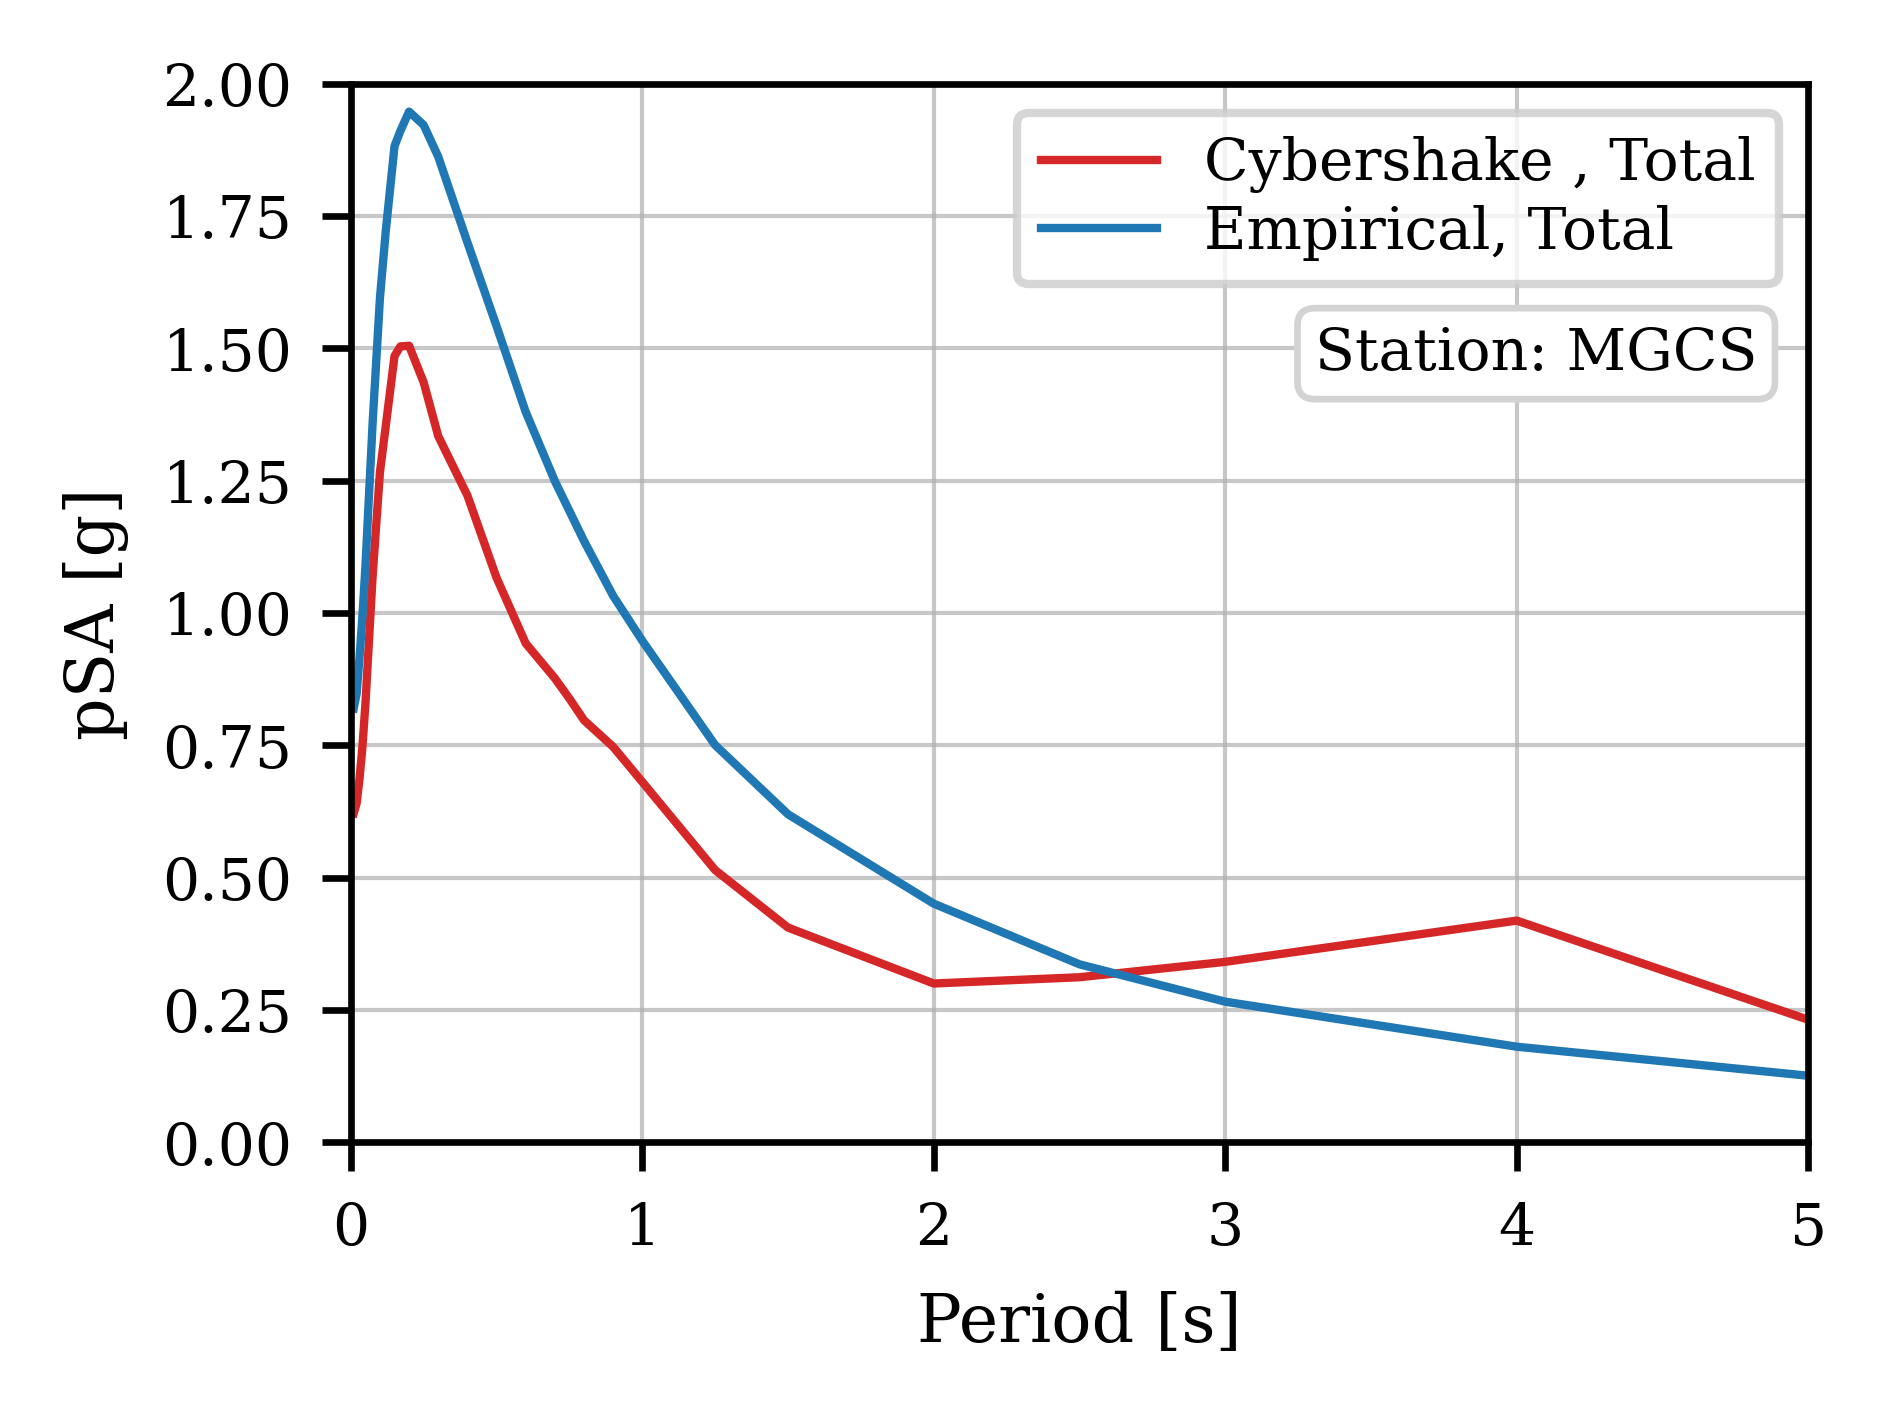 2.00
1.75
1.50
1.25
1.00
0.75
0.50
0.25
0.00
pSA [g]
Cybershake , Total
Empirical, Total
Station: MGCS
0 1 2 3 4 5
Period [s]